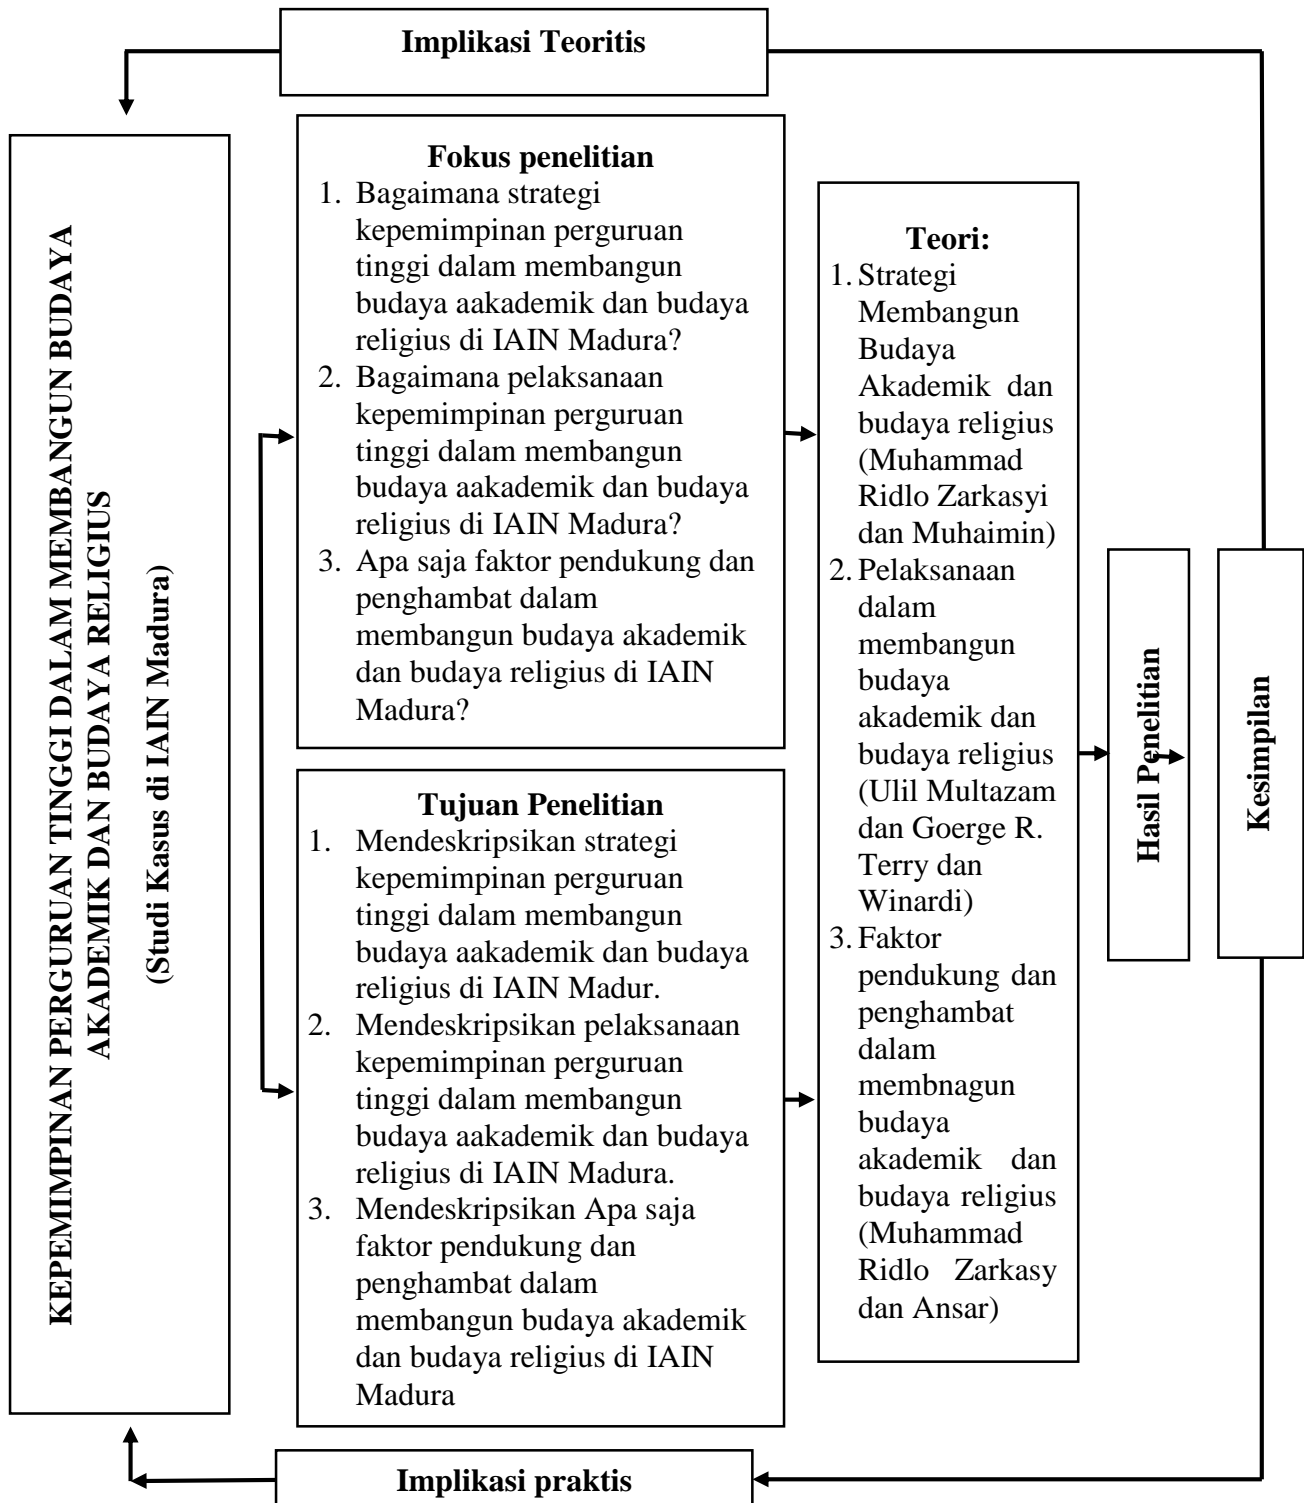 Implikasi Teoritis
KEPEMIMPINAN PERGURUAN TINGGI DALAM MEMBANGUN BUDAYA
AKADEMIK DAN BUDAYA RELIGIUS
(Studi Kasus di IAIN Madura)
Fokus penelitian
1. Bagaimana strategi
kepemimpinan perguruan
tinggi dalam membangun
budaya aakademik dan budaya
religius di IAIN Madura?
2. Bagaimana pelaksanaan
kepemimpinan perguruan
tinggi dalam membangun
budaya aakademik dan budaya
religius di IAIN Madura?
3. Apa saja faktor pendukung dan
penghambat dalam
membangun budaya akademik
dan budaya religius di IAIN
Madura?
Tujuan Penelitian
1. Mendeskripsikan strategi
kepemimpinan perguruan
tinggi dalam membangun
budaya aakademik dan budaya
religius di IAIN Madur.
2. Mendeskripsikan pelaksanaan
kepemimpinan perguruan
tinggi dalam membangun
budaya aakademik dan budaya
religius di IAIN Madura.
3. Mendeskripsikan Apa saja
faktor pendukung dan
penghambat dalam
membangun budaya akademik
dan budaya religius di IAIN
Madura
Teori:
1. Strategi
Membangun
Budaya
Akademik dan
budaya religius
(Muhammad
Ridlo Zarkasyi
dan Muhaimin)
2. Pelaksanaan
dalam
membangun
budaya
akademik dan
budaya religius
(Ulil Multazam
dan Goerge R.
Terry dan
Winardi)
3. Faktor
pendukung dan
penghambat
dalam
membnagun
budaya
akademik dan
budaya religius
(Muhammad
Ridlo Zarkasy
dan Ansar)
Hasil Penelitian
Kesimpilan
Implikasi praktis